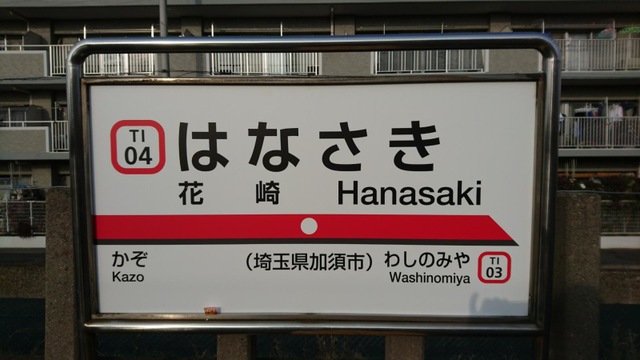 TI
04
はなさき
花崎 Hanasaki
かぞ
Kazo
（埼玉県加須市）
わしのみや
Washinomiya
TI
03